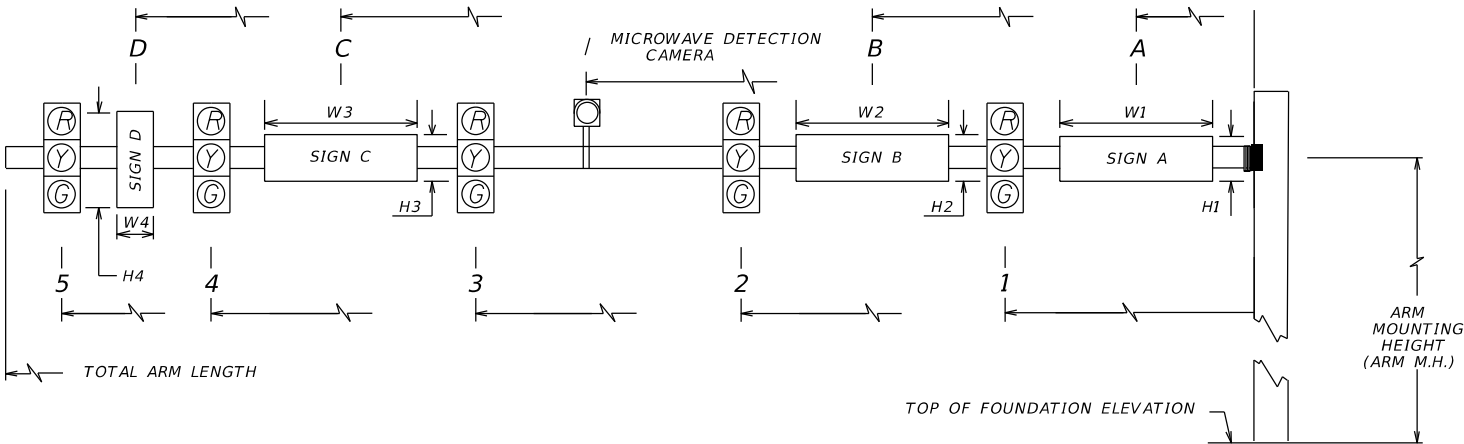 D
C
/ MICROWAVE DETECTION
CAMERA
B
A
R
R
W3
R
R
W2
R
W1
Y
SIGN D
Y
SIGN C
Y
Y
SIGN B
Y
SIGN A
G
G
G
G
G
W4
H3
H2
H1
H4
5
4
3
2
1
TOTAL ARM LENGTH
ARM
MOUNTING
HEIGHT
(ARM M.H.)
TOP OF FOUNDATION ELEVATION